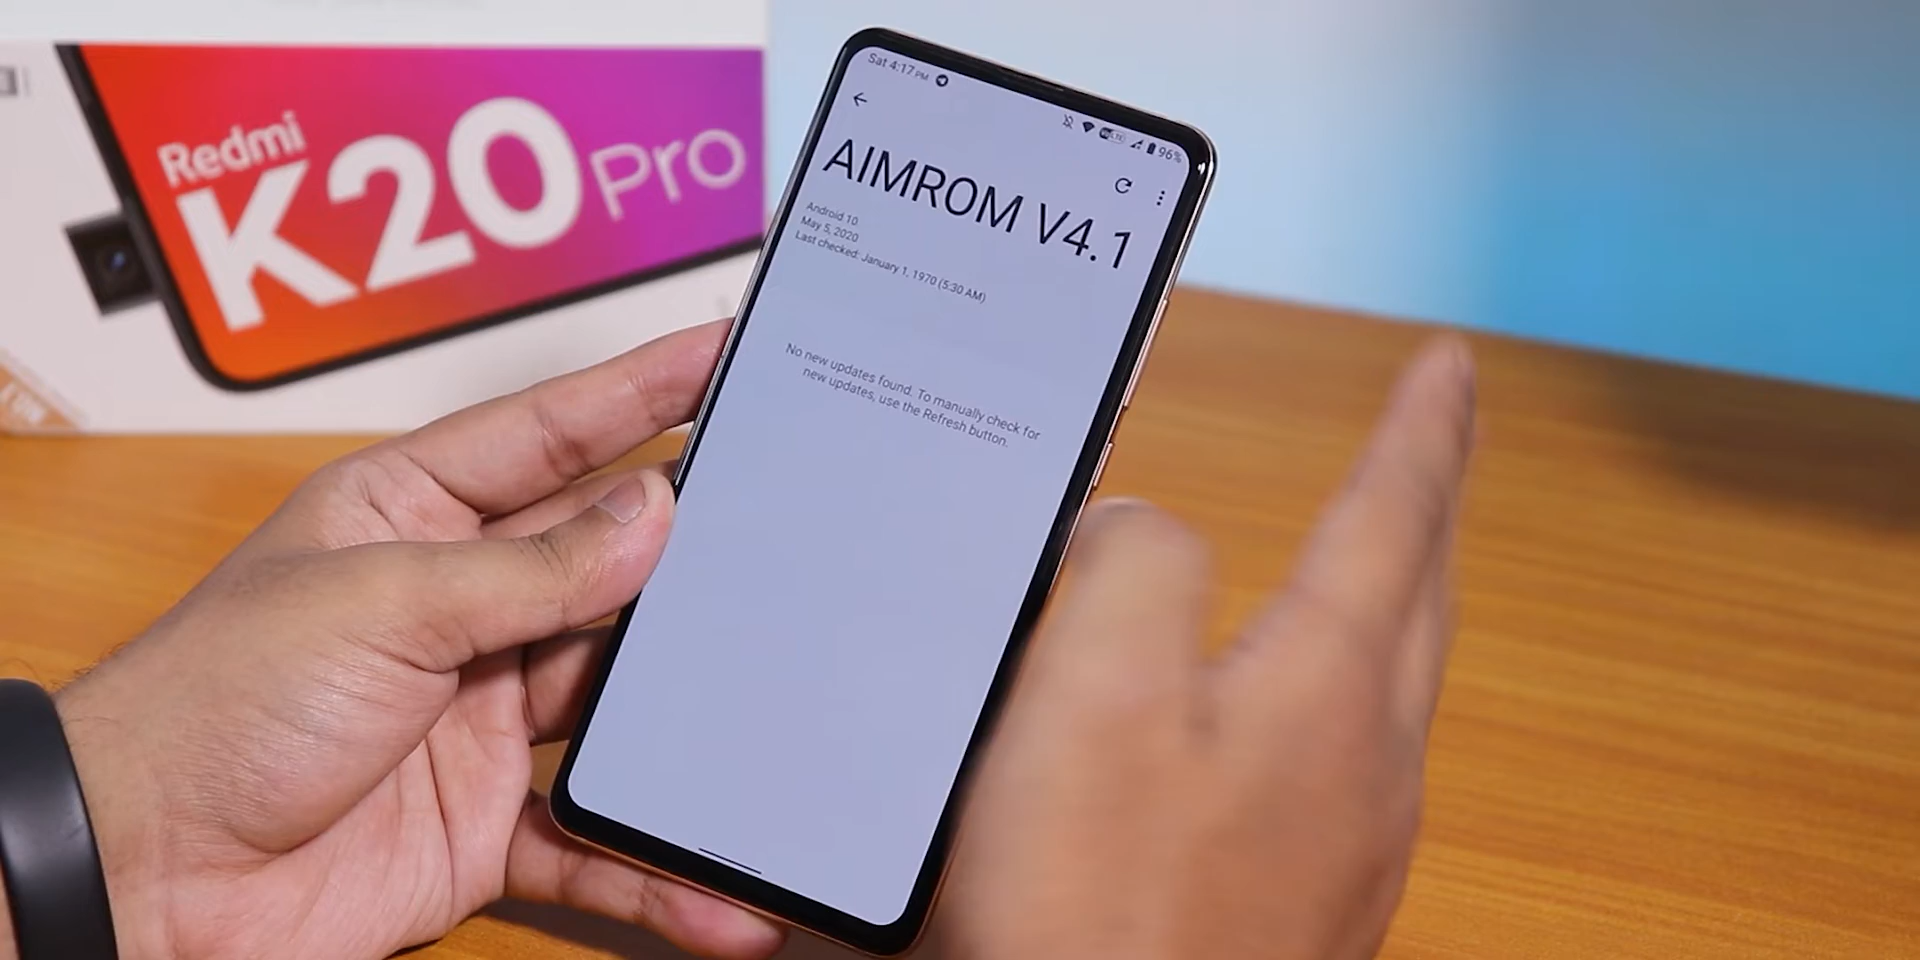 Redmi
K20 Pro
Sat 4:17 PM
96%
AIMROM V4.1
Android 10
May 5, 2020
Last checked: January 1, 1970 (5:30 AM)
No new updates found. To manually check for
new updates, use the Refresh button.